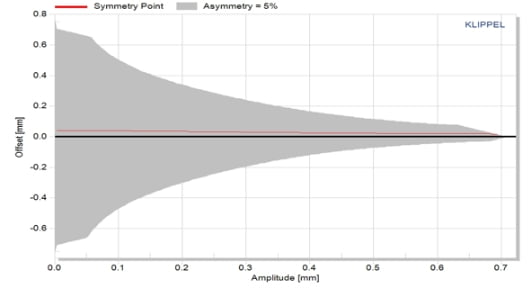 Symmetry Point Asymmetry = 5%
KLIPPEL
0.8
0.6
0.4
0.2
0.0
-0.2
-0.4
-0.6
Offset [mm]
0.0 0.1 0.2 0.3 0.4 0.5 0.6 0.7
Amplitude [mm]